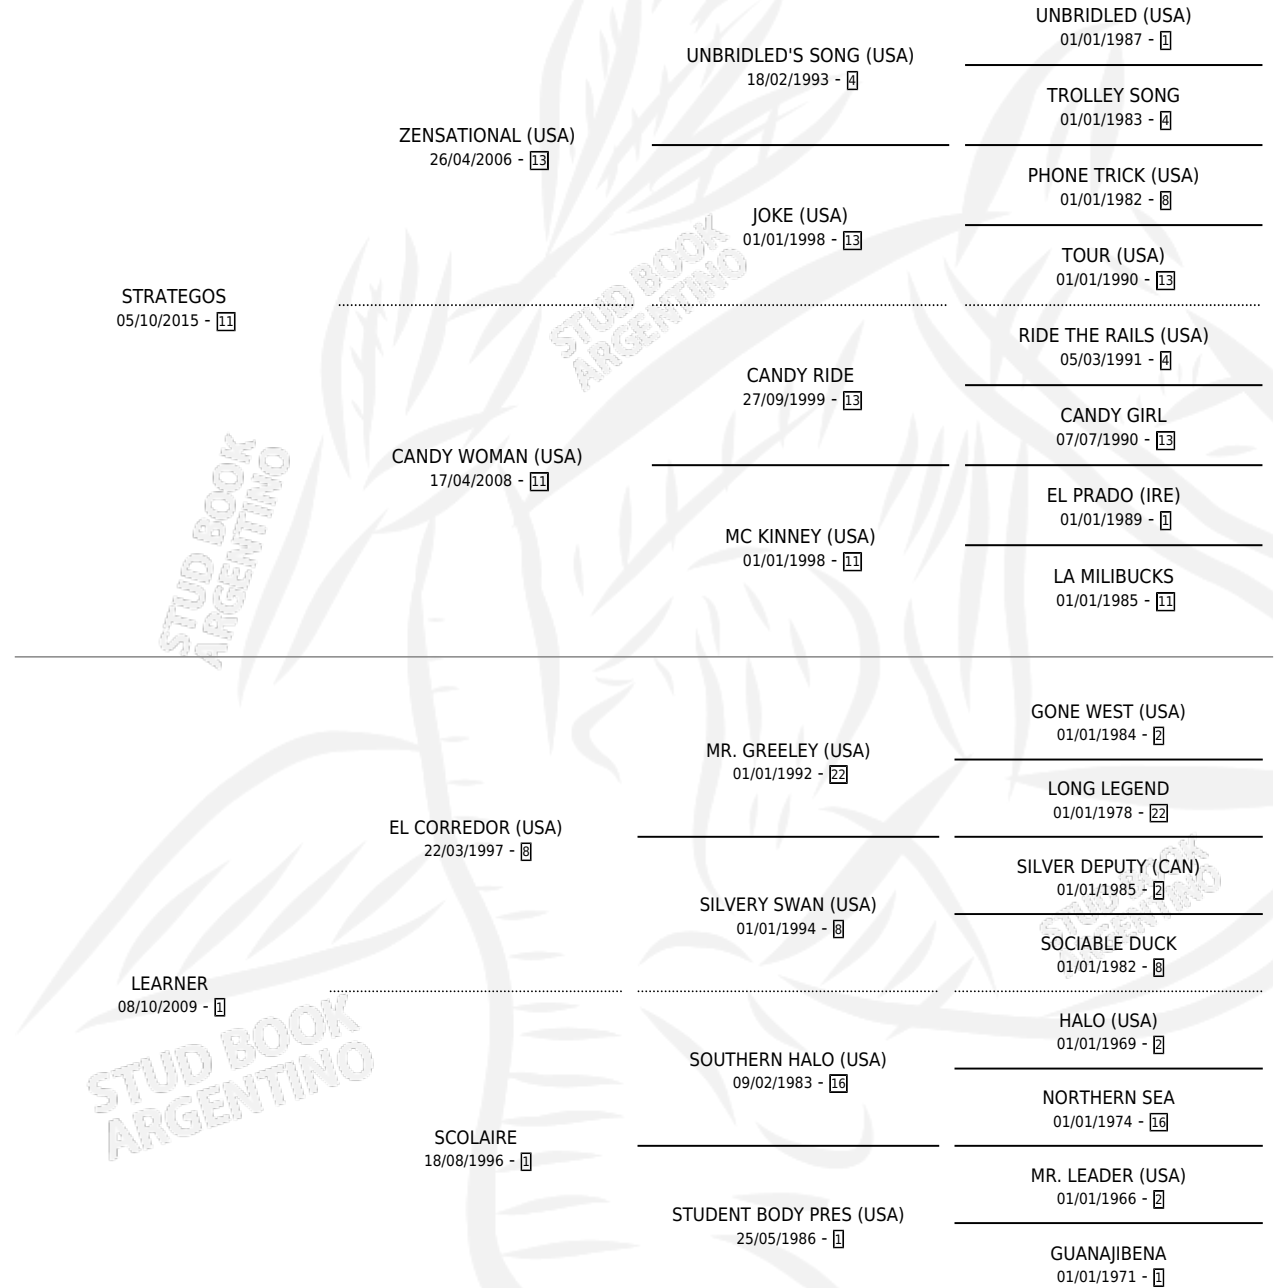 UNBRIDLED (USA)
01/01/1987 - 1
UNBRIDLED'S SONG (USA)
18/02/1993 - 4
TROLLEY SONG
01/01/1983 - 4
ZENSATIONAL (USA)
26/04/2006 - 13
PHONE TRICK (USA)
01/01/1982 - 8
JOKE (USA)
01/01/1998 - 13
TOUR (USA)
01/01/1990 - 13
STRATEGOS
05/10/2015 - 11
RIDE THE RAILS (USA)
05/03/1991 - 4
CANDY RIDE
27/09/1999 - 13
CANDY GIRL
07/07/1990 - 13
CANDY WOMAN (USA)
17/04/2008 - 11
EL PRADO (IRE)
01/01/1989 - 1
MC KINNEY (USA)
01/01/1998 - 11
LA MILIBUCKS
01/01/1985 - 11
GONE WEST (USA)
01/01/1984 - 2
MR. GREELEY (USA)
01/01/1992 - 22
LONG LEGEND
01/01/1978 - 22
EL CORREDOR (USA)
22/03/1997 - 8
SILVER DEPUTY (CAN)
01/01/1985 - 2
SILVERY SWAN (USA)
01/01/1994 - 8
SOCIABLE DUCK
01/01/1982 - 8
LEARNER
08/10/2009 - 1
HALO (USA)
01/01/1969 - 2
SOUTHERN HALO (USA)
09/02/1983 - 16
NORTHERN SEA
01/01/1974 - 16
SCOLAIRE
18/08/1996 - 1
MR. LEADER (USA)
01/01/1966 - 2
STUDENT BODY PRES (USA)
25/05/1986 - 1
GUANAJIBENA
01/01/1971 - 1
STUD BOOK
ARGENTINO
STUD BOOK
ARGENTINO
STUD BOOK
ARGENTINO
STUD BOOK
ARGENTINO